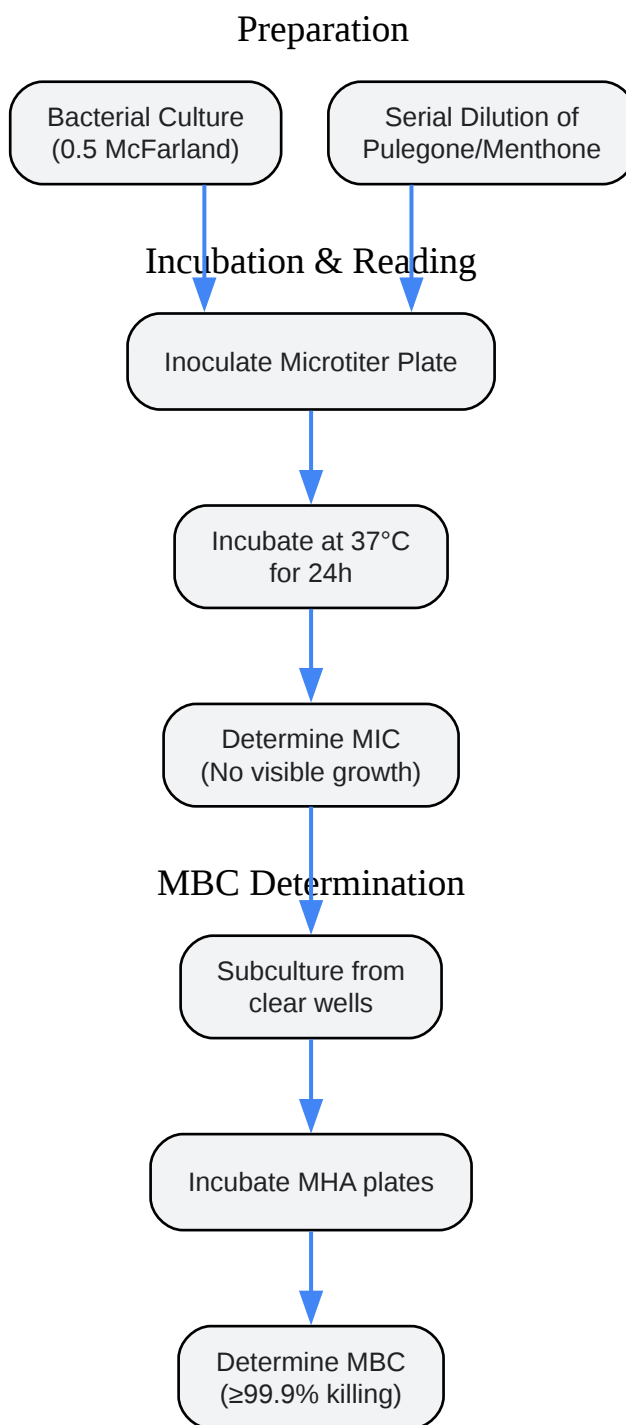 Preparation
Bacterial Culture
(0.5 McFarland)
Serial Dilution of
Pulegone/Menthone
Incubation & Reading
Inoculate Microtiter Plate
Incubate at 37°C
for 24h
Determine MIC
(No visible growth)
MBC Determination
Subculture from
clear wells
Incubate MHA plates
Determine MBC
(≥99.9% killing)